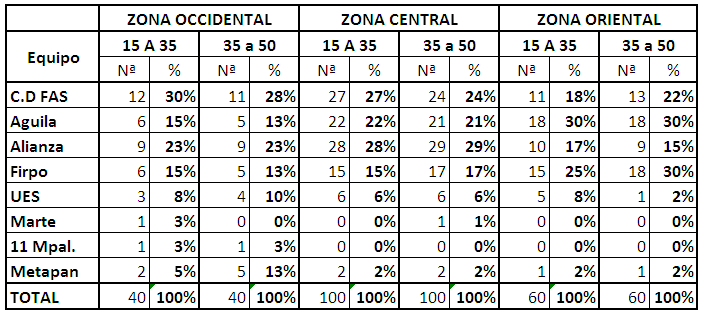 ZONA OCCIDENTAL ZONA CENTRAL ZONA ORIENTAL
Equipo 15 A 35 35 a 50 15 A 35 35 a 50 15 A 35 35 a 50
Nª % Nª % Nª % Nª % Nª % Nª %
C.D FAS 12 30% 11 28% 27 27% 24 24% 11 18% 13 22%
Aguila 6 15% 5 13% 22 22% 21 21% 18 30% 18 30%
Alianza 9 23% 9 23% 28 28% 29 29% 10 17% 9 15%
Firpo 6 15% 5 13% 15 15% 17 17% 15 25% 18 30%
UES 3 8% 4 10% 6 6% 6 6% 5 8% 1 2%
Marte 1 3% 0 0% 0 0% 1 1% 0 0% 0 0%
11 Mpal. 1 3% 1 3% 0 0% 0 0% 0 0% 0 0%
Metapan 2 5% 5 13% 2 2% 2 2% 1 2% 1 2%
TOTAL 40 100% 40 100% 100 100% 100 100% 60 100% 60 100%